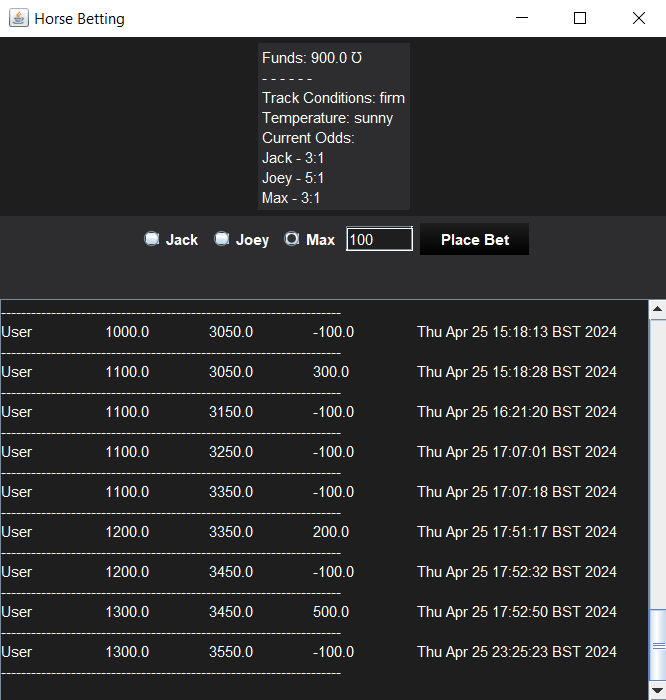 Horse Betting
Funds: 900.0 ℧
- - - - - -
Track Conditions: firm
Temperature: sunny
Current Odds:
Jack - 3:1
Joey - 5:1
Max - 3:1
Jack Joey Max 100 Place Bet
--------------------------------------------------------------------------------
User 1000.0 3050.0 -100.0 Thu Apr 25 15:18:13 BST 2024
--------------------------------------------------------------------------------
User 1100.0 3050.0 300.0 Thu Apr 25 15:18:28 BST 2024
--------------------------------------------------------------------------------
User 1100.0 3150.0 -100.0 Thu Apr 25 16:21:20 BST 2024
--------------------------------------------------------------------------------
User 1100.0 3250.0 -100.0 Thu Apr 25 17:07:01 BST 2024
--------------------------------------------------------------------------------
User 1100.0 3350.0 -100.0 Thu Apr 25 17:07:18 BST 2024
--------------------------------------------------------------------------------
User 1200.0 3350.0 200.0 Thu Apr 25 17:51:17 BST 2024
--------------------------------------------------------------------------------
User 1200.0 3450.0 -100.0 Thu Apr 25 17:52:32 BST 2024
--------------------------------------------------------------------------------
User 1300.0 3450.0 500.0 Thu Apr 25 17:52:50 BST 2024
--------------------------------------------------------------------------------
User 1300.0 3550.0 -100.0 Thu Apr 25 23:25:23 BST 2024
--------------------------------------------------------------------------------